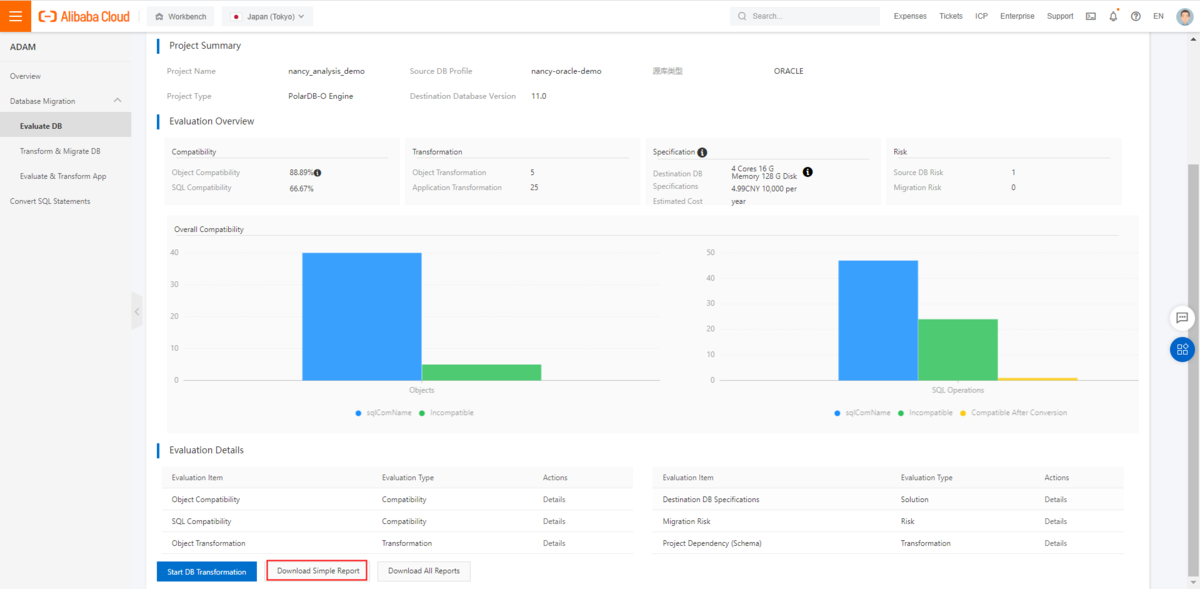 Alibaba Cloud
Workbench
Japan (Tokyo)
Search...
Expenses Tickets ICP Enterprise Support EN
ADAM
Overview
Database Migration
Evaluate DB
Transform & Migrate DB
Evaluate & Transform App
Convert SQL Statements
Project Summary
Project Name nancy_analysis_demo Source DB Profile nancy-oracle-demo 源库类型 ORACLE
Project Type PolarDB-O Engine Destination Database Version 11.0
Evaluation Overview
Compatibility
Object Compatibility 88.89%
SQL Compatibility 66.67%
Transformation
Object Transformation 5
Application Transformation 25
Specification
Destination DB Specifications
4 Cores 16 G
Memory 128 G Disk
Estimated Cost
4.99CNY 10,000 per
year
Risk
Source DB Risk 1
Migration Risk 0
Overall Compatibility
40
30
20
10
0
Objects
sqlComName Incompatible
50
40
30
20
10
0
SQL Operations
sqlComName Incompatible Compatible After Conversion
Evaluation Details
Evaluation Item Evaluation Type Actions
Object Compatibility Compatibility Details
SQL Compatibility Compatibility Details
Object Transformation Transformation Details
Evaluation Item Evaluation Type Actions
Destination DB Specifications Solution Details
Migration Risk Risk Details
Project Dependency (Schema) Transformation Details
Start DB Transformation Download Simple Report Download All Reports